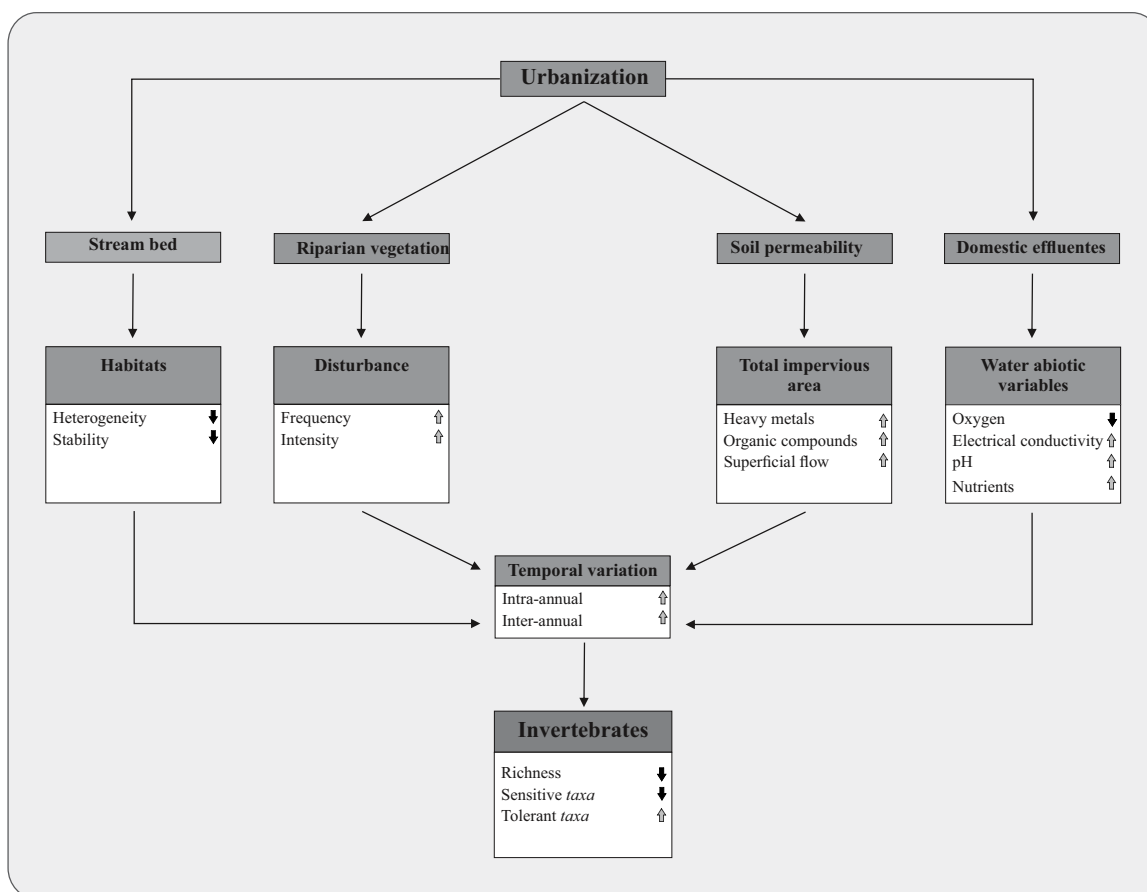 Urbanization
Stream bed
Riparian vegetation
Soil permeability
Domestic effluentes
Habitats
Heterogeneity
Stability
Disturbance
Frequency
Intensity
Total impervious
area
Heavy metals
Organic compounds
Superficial flow
Water abiotic
variables
Oxygen
Electrical conductivity
pH
Nutrients
Temporal variation
Intra-annual
Inter-annual
Invertebrates
Richness
Sensitive taxa
Tolerant taxa